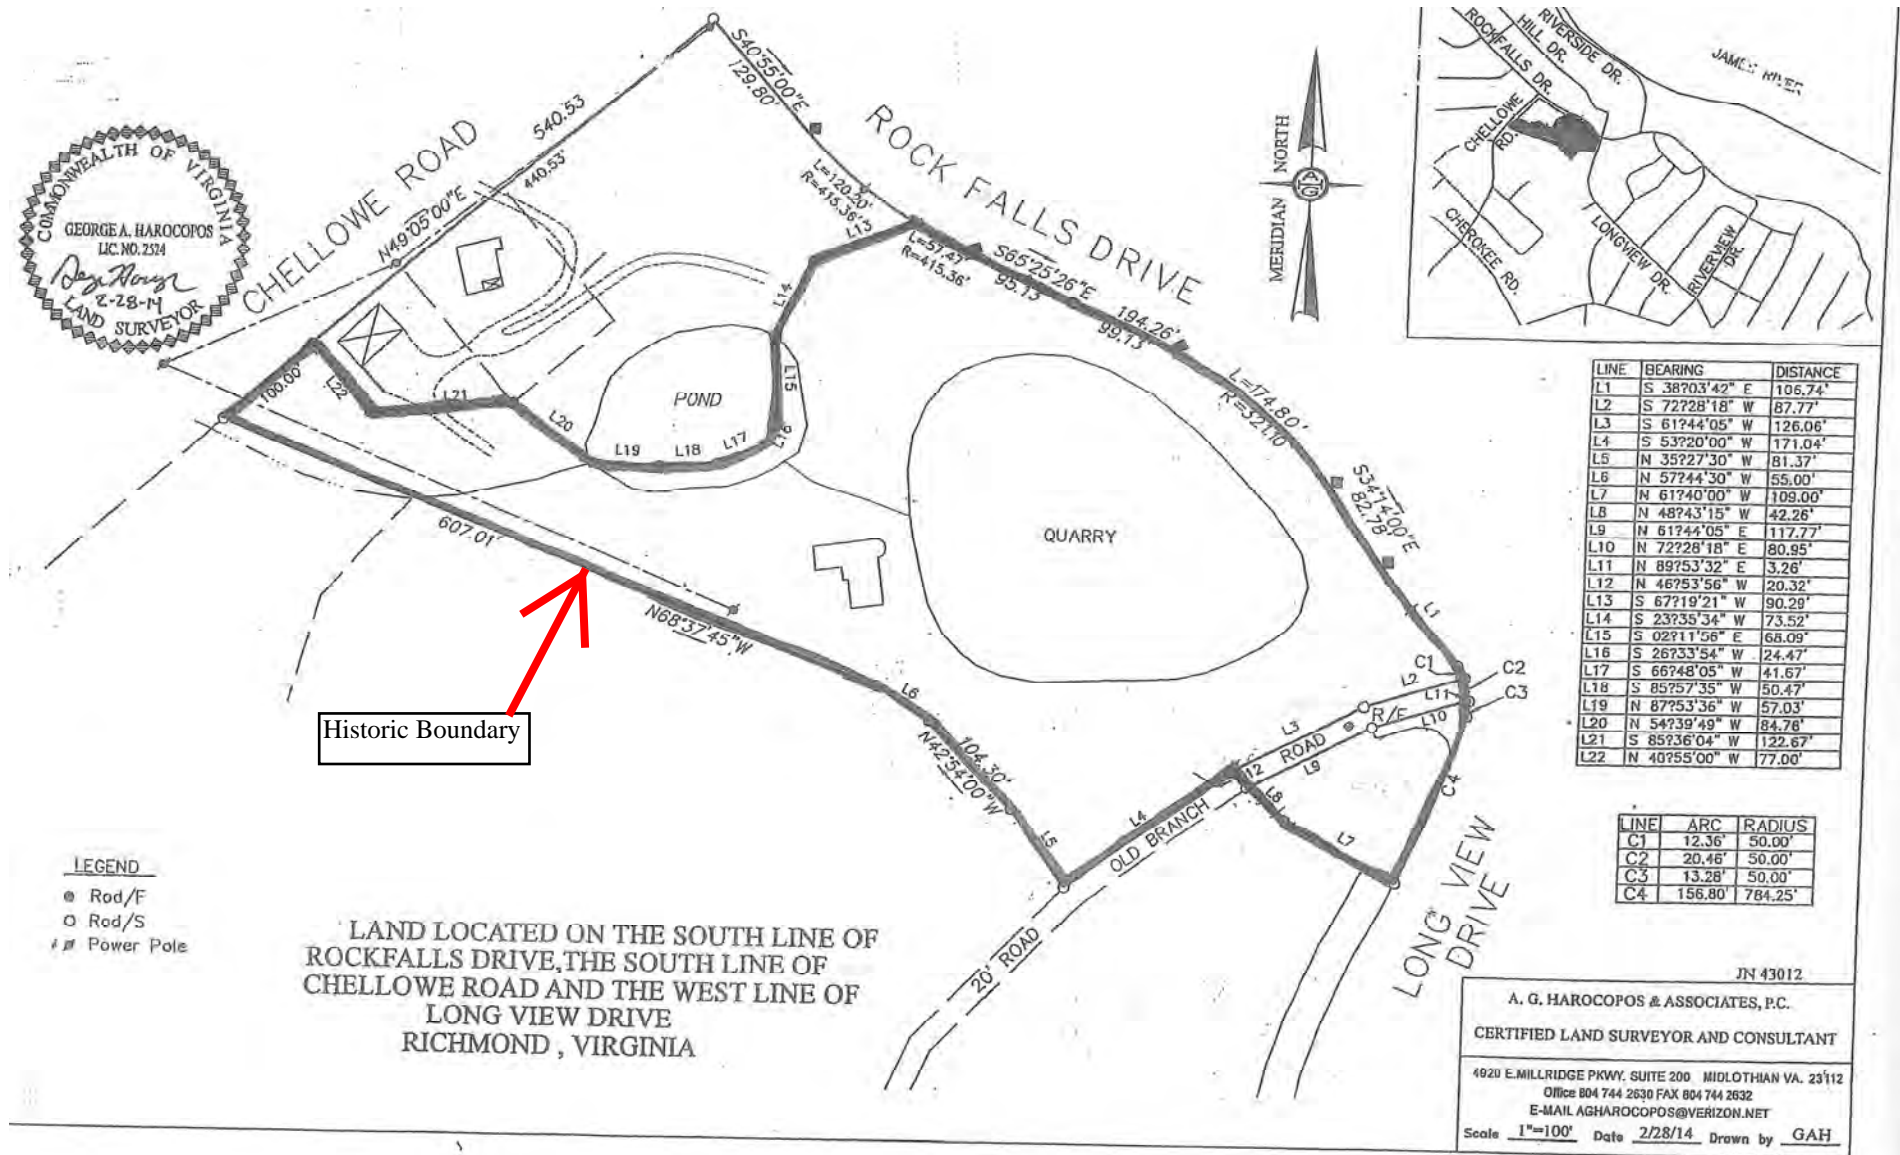 COMMONWEALTH OF VIRGINIA
GEORGE A. HAROCOPOS
LIC. NO. 2574
2-28-14
LAND SURVEYOR
CHELLOWE ROAD
N49°05'00"E
540.53
440.53'
S40°55'00"E
129.80'
L=120.20'
R=415.36'
ROCK FALLS DRIVE
L13
L=57.47'
R=415.36'
S65°25'26"E
95.13'
194.26'
99.13'
L=174.80'
R=321.10'
S34°14'00"E
82.78'
L1
MERIDIAN NORTH
A
H
G
ROCKFALLS DR.
HILL DR.
RIVERSIDE DR.
JAMES RIVER
CHELLOWE
RD.
CHEROKEE RD.
LONGVIEW DR.
RIVERVIEW
DR.
100.00'
L22
L21
L20
L19
L18
L17
L16
L15
L14
POND
QUARRY
607.01'
N68°37'45"W
Historic Boundary
L6
104.30'
N42°54'00"W
L5
L4
OLD BRANCH
ROAD
L3
L2
L12
L9
L10
L11
R/F
C1
C2
C3
C4
L8
L7
20' ROAD
LONG VIEW
DRIVE
LINE BEARING DISTANCE
L1 S 38?03'42" E 106.74'
L2 S 72?28'18" W 87.77'
L3 S 61?44'05" W 126.06'
L4 S 53?20'00" W 171.04'
L5 N 35?27'30" W 81.37'
L6 N 57?44'30" W 55.00'
L7 N 61?40'00" W 109.00'
L8 N 48?43'15" W 42.26'
L9 N 61?44'05 E 117.77'
L10 N 72?28'18" E 80.95'
L11 N 89?53'32" E 3.26'
L12 N 46?53'56" W 20.32'
L13 S 67?19'21" W 90.29'
L14 S 23?35'34" W 73.52'
L15 S 02?11'56" E 68.09'
L16 S 26?33'54" W 24.47'
L17 S 66?48'05" W 41.67'
L18 S 85?57'35" W 50.47'
L19 N 87?53'36" W 57.03'
L20 N 54?39'49" W 84.76'
L21 S 85?36'04" W 122.67'
L22 N 40?55'00" W 77.00'
LINE ARC RADIUS
C1 12.36' 50.00'
C2 20.46' 50.00'
C3 13.28' 50.00'
C4 156.80' 784.25'
LEGEND
Rod/F
Rod/S
Power Pole
LAND LOCATED ON THE SOUTH LINE OF
ROCKFALLS DRIVE,THE SOUTH LINE OF
CHELLOWE ROAD AND THE WEST LINE OF
LONG VIEW DRIVE
RICHMOND , VIRGINIA
JN 43012
A. G. HAROCOPOS & ASSOCIATES, P.C.
CERTIFIED LAND SURVEYOR AND CONSULTANT
4920 E.MILLRIDGE PKWY, SUITE 200 MIDLOTHIAN VA. 23112
Office 804 744 2630 FAX 804 744 2632
E-MAIL AGHAROCOPOS@VERIZON.NET
Scale 1"=100' Date 2/28/14 Drawn by GAH